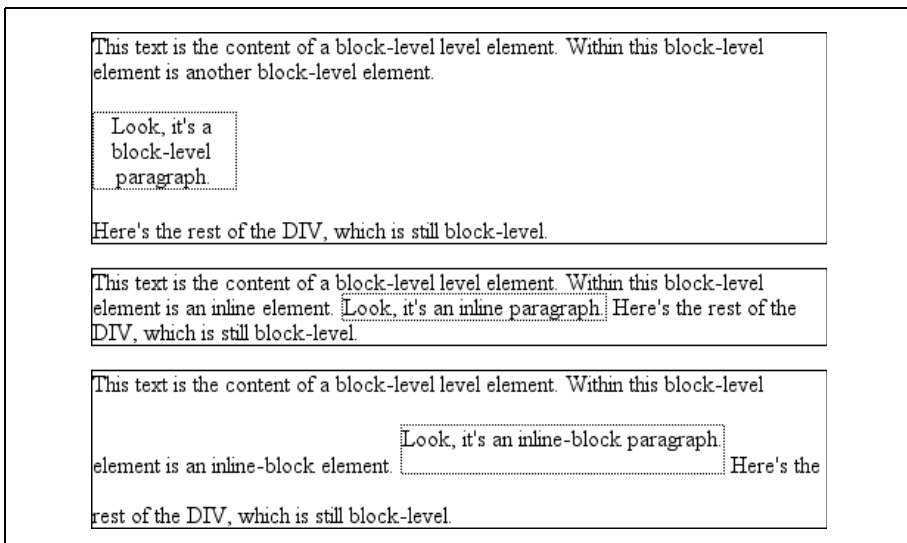 This text is the content of a block-level level element. Within this block-level
element is another block-level element.
Look, it's a
block-level
paragraph.
Here's the rest of the DIV, which is still block-level.
This text is the content of a block-level level element. Within this block-level
element is an inline element. Look, it's an inline paragraph. Here's the rest of the
DIV, which is still block-level.
This text is the content of a block-level level element. Within this block-level
Look, it's an inline-block paragraph.
element is an inline-block element. Here's the
rest of the DIV, which is still block-level.